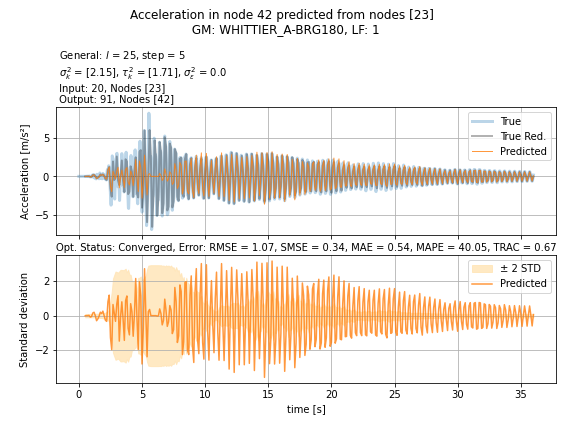 Acceleration in node 42 predicted from nodes [23]
GM: WHITTIER_A-BRG180, LF: 1
General: l = 25, step = 5
σ²ₖ = [2.15], τ²ₖ = [1.71], σ²ₑ = 0.0
Input: 20, Nodes [23]
Output: 91, Nodes [42]
Acceleration [m/s²]
5
0
−5
True
True Red.
Predicted
Opt. Status: Converged, Error: RMSE = 1.07, SMSE = 0.34, MAE = 0.54, MAPE = 40.05, TRAC = 0.67
Standard deviation
2
0
−2
± 2 STD
Predicted
0 5 10 15 20 25 30 35
time [s]